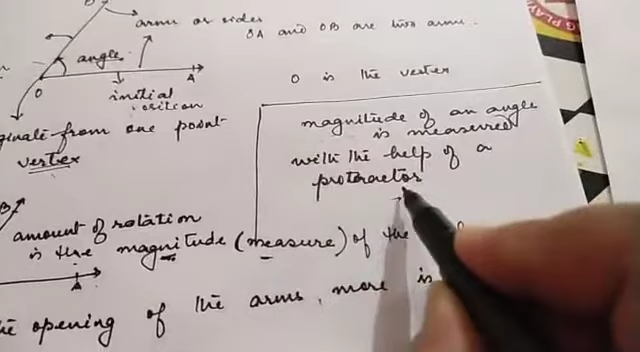 B
arms or sides
OA and OB are two arms.
angle
O
A
initial
position
O is the vertex
from one point
vertex
magnitude of an angle
is measured
with the help of a
protractor
B
amount of rotation
is the magnitude (measure) of the
A
the opening of the arms, more is